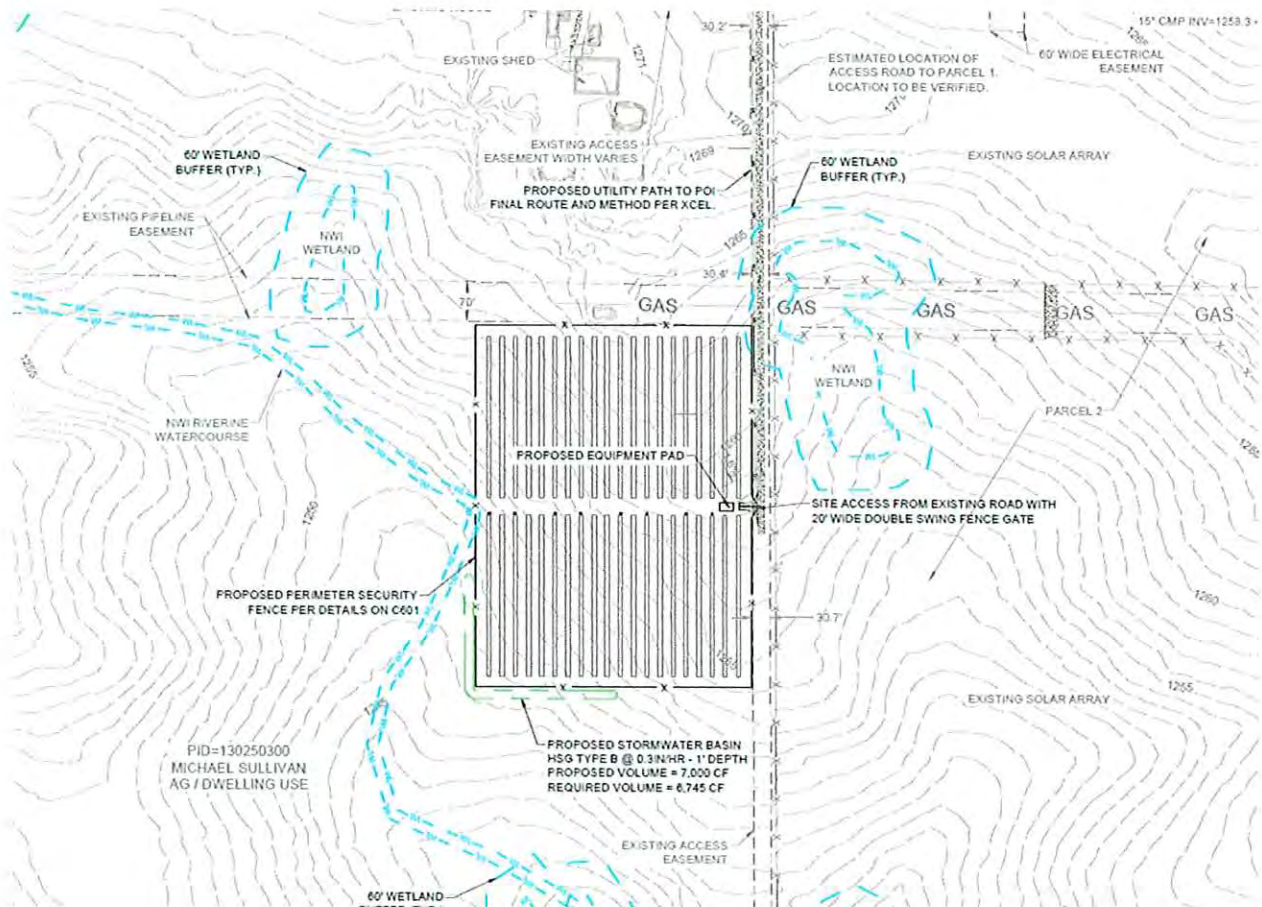 30.2'
15" CMP INV=1258.3
EXISTING SHED
1271
ESTIMATED LOCATION OF
ACCESS ROAD TO PARCEL 1.
LOCATION TO BE VERIFIED.
60' WIDE ELECTRICAL
EASEMENT
1270
EXISTING ACCESS
EASEMENT WIDTH VARIES
1269
60' WETLAND
BUFFER (TYP.)
60' WETLAND
BUFFER (TYP.)
EXISTING SOLAR ARRAY
PROPOSED UTILITY PATH TO POI
FINAL ROUTE AND METHOD PER XCEL.
EXISTING PIPELINE
EASEMENT
NWI
WETLAND
1265
30.4'
70'
GAS
GAS
GAS
GAS
GAS
1255
NWI
WETLAND
PARCEL 2
NWI RIVERINE
WATERCOURSE
PROPOSED EQUIPMENT PAD
1265
SITE ACCESS FROM EXISTING ROAD WITH
20' WIDE DOUBLE SWING FENCE GATE
1250
PROPOSED PERIMETER SECURITY
FENCE PER DETAILS ON C601
1260
30.7'
1255
EXISTING SOLAR ARRAY
PID=130250300
MICHAEL SULLIVAN
AG / DWELLING USE
PROPOSED STORMWATER BASIN
HSG TYPE B @ 0.3IN/HR - 1' DEPTH
PROPOSED VOLUME = 7,000 CF
REQUIRED VOLUME = 6,745 CF
EXISTING ACCESS
EASEMENT
60' WETLAND